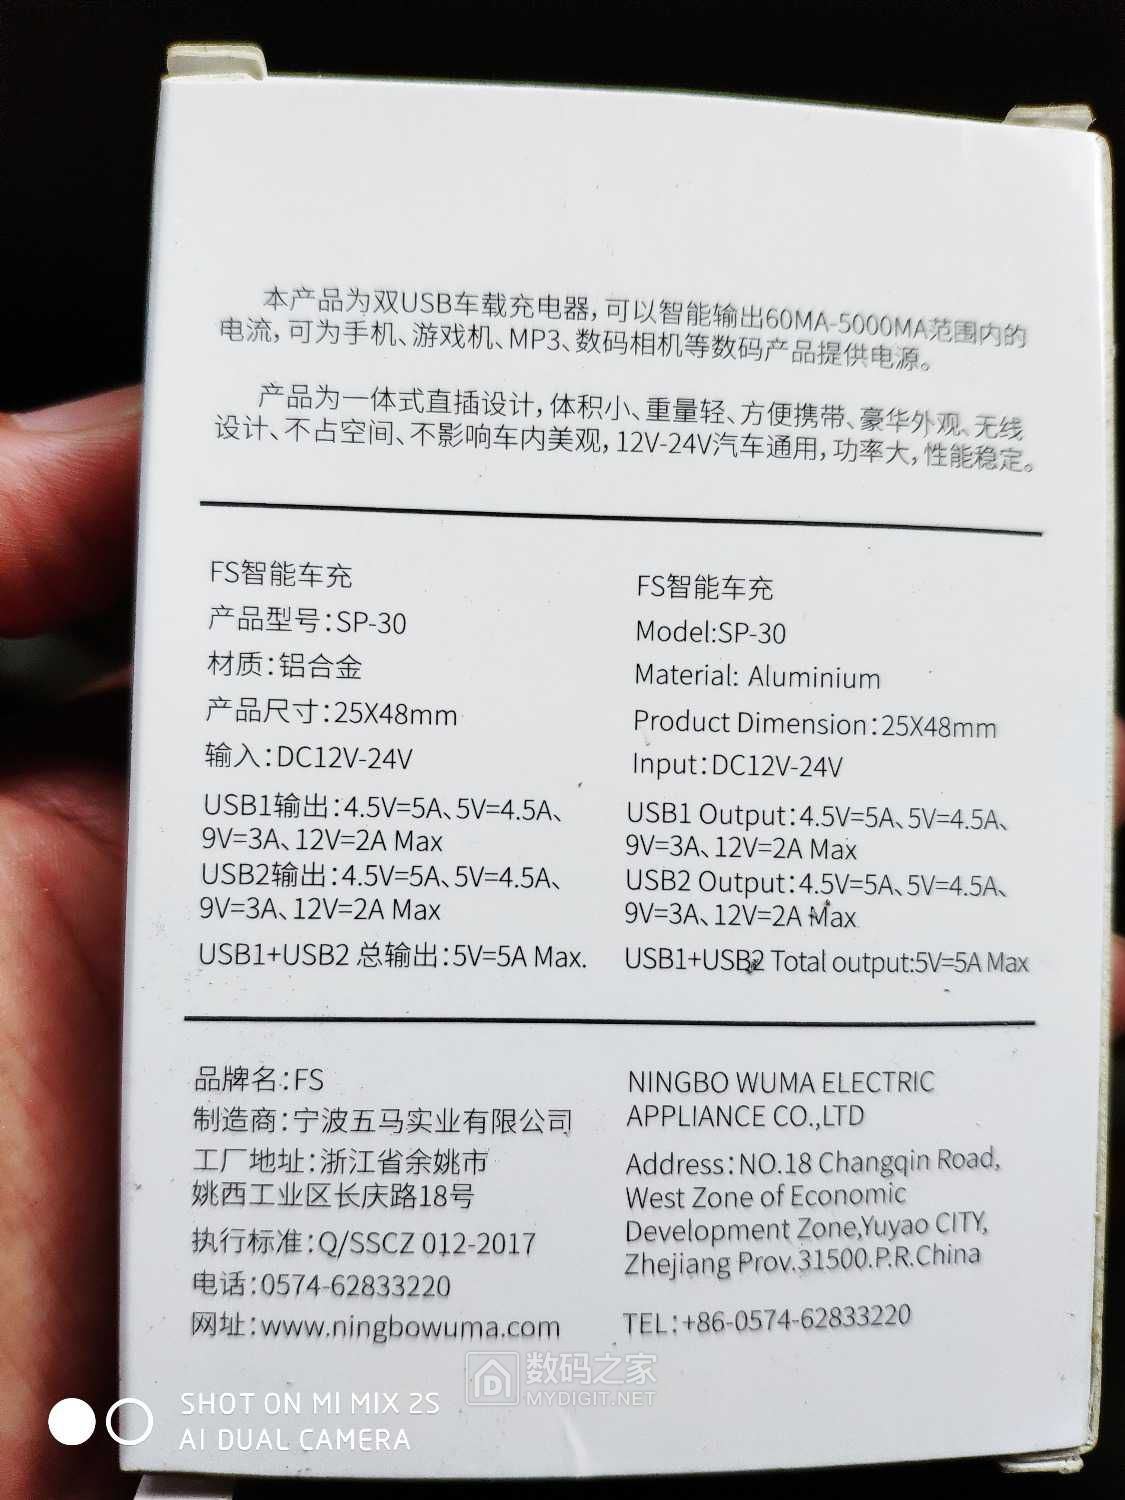 本产品为双USB车载充电器,可以智能输出60MA-5000MA范围内的
电流,可为手机、游戏机、MP3、数码相机等数码产品提供电源。
产品为一体式直插设计,体积小、重量轻、方便携带、豪华外观、无线
设计、不占空间、不影响车内美观,12V-24V汽车通用,功率大,性能稳定。
FS智能车充
产品型号:SP-30
材质:铝合金
产品尺寸:25X48mm
输入:DC12V-24V
USB1输出:4.5V=5A、5V=4.5A、
9V=3A、12V=2A Max
USB2输出:4.5V=5A、5V=4.5A、
9V=3A、12V=2A Max
USB1+USB2 总输出:5V=5A Max.
FS智能车充
Model:SP-30
Material: Aluminium
Product Dimension:25X48mm
Input:DC12V-24V
USB1 Output:4.5V=5A、5V=4.5A、
9V=3A、12V=2A Max
USB2 Output:4.5V=5A、5V=4.5A、
9V=3A、12V=2A Max
USB1+USB2 Total output:5V=5A Max
品牌名:FS
制造商:宁波五马实业有限公司
工厂地址:浙江省余姚市
姚西工业区长庆路18号
执行标准:Q/SSCZ 012-2017
电话:0574-62833220
网址:www.ningbowuma.com
NINGBO WUMA ELECTRIC
APPLIANCE CO.,LTD
Address:NO.18 Changqin Road,
West Zone of Economic
Development Zone,Yuyao CITY,
Zhejiang Prov.31500.P.R.China
TEL:+86-0574-62833220
数码之家
MYDIGIT.NET
SHOT ON MI MIX 2S
AI DUAL CAMERA